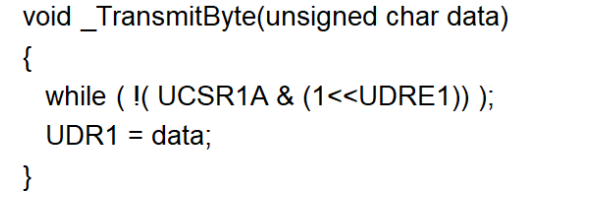 void _TransmitByte(unsigned char data)
{
while ( !( UCSR1A & (1<<UDRE1)) );
UDR1 = data;
}